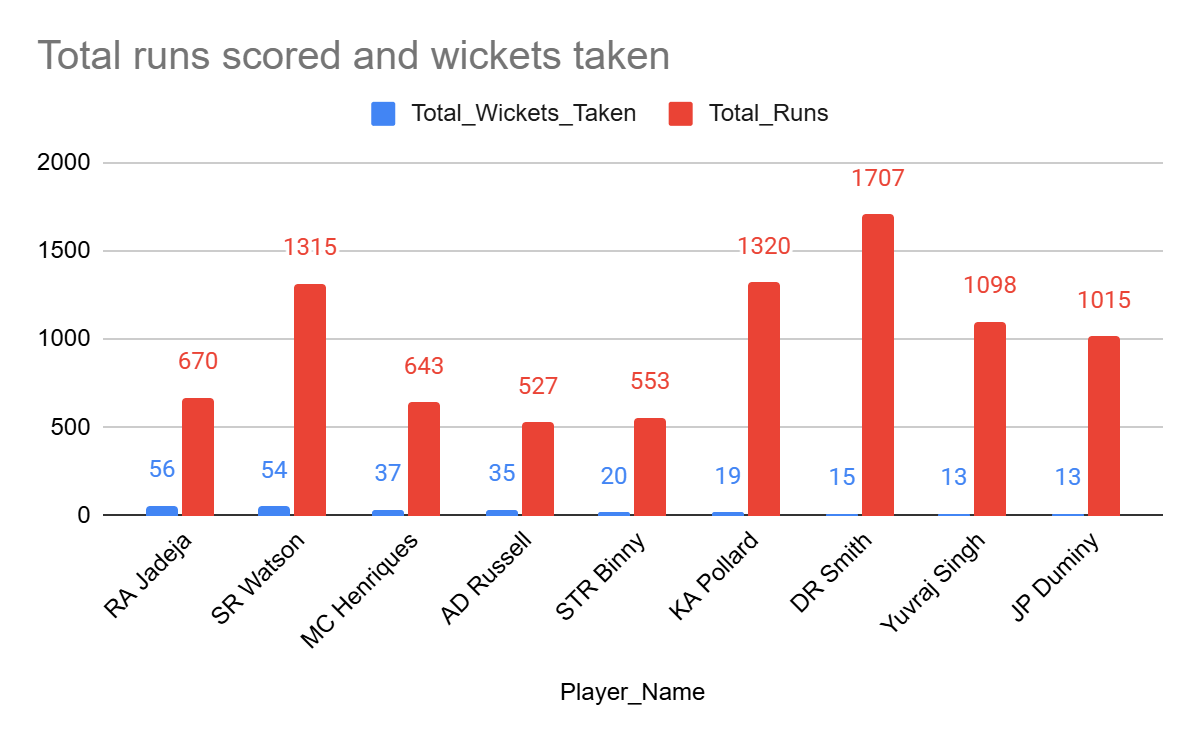 Total runs scored and wickets taken
Total_Wickets_Taken Total_Runs
2000
1500
1000
500
0
56 670
54 1315
37 643
35 527
20 553
19 1320
15 1707
13 1098
13 1015
RA Jadeja
SR Watson
MC Henriques
AD Russell
STR Binny
KA Pollard
DR Smith
Yuvraj Singh
JP Duminy
Player_Name